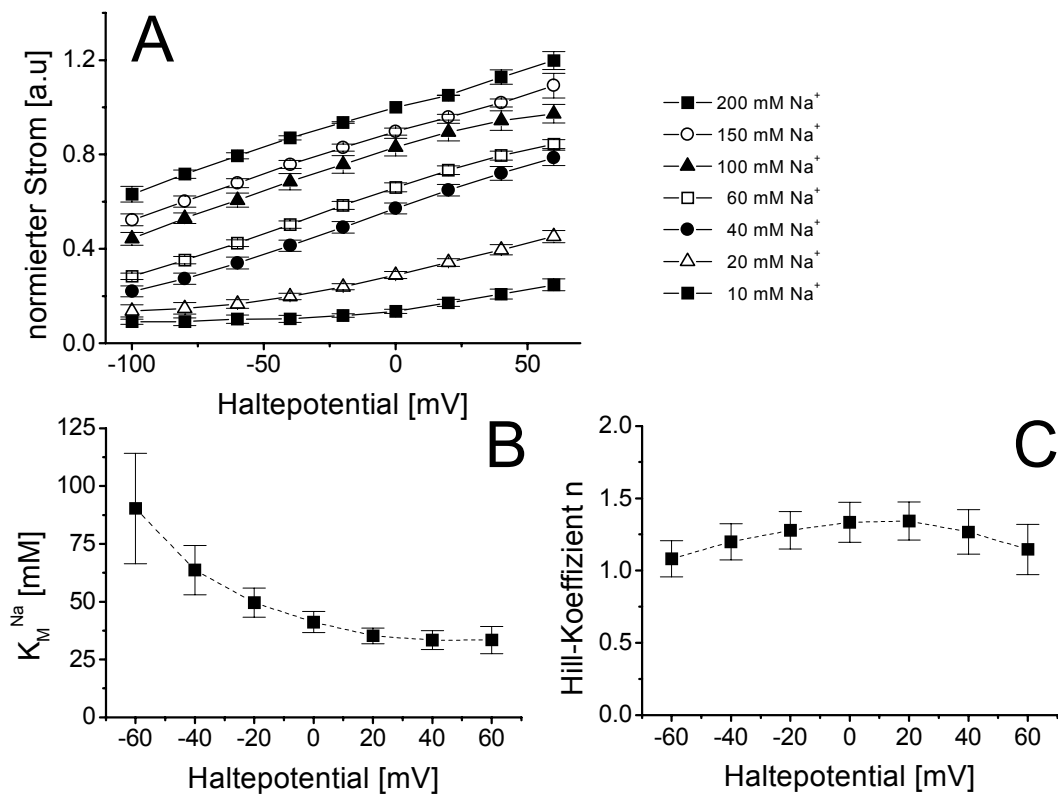 A
normierter Strom [a.u]
1.2
0.8
0.4
0.0
-100
-50
0
50
Haltepotential [mV]
200 mM Na⁺
150 mM Na⁺
100 mM Na⁺
60 mM Na⁺
40 mM Na⁺
20 mM Na⁺
10 mM Na⁺
B
K_M^Na [mM]
125
100
75
50
25
0
-60 -40 -20 0 20 40 60
Haltepotential [mV]
C
Hill-Koeffizient n
2.0
1.5
1.0
0.5
0.0
-60 -40 -20 0 20 40 60
Haltepotential [mV]